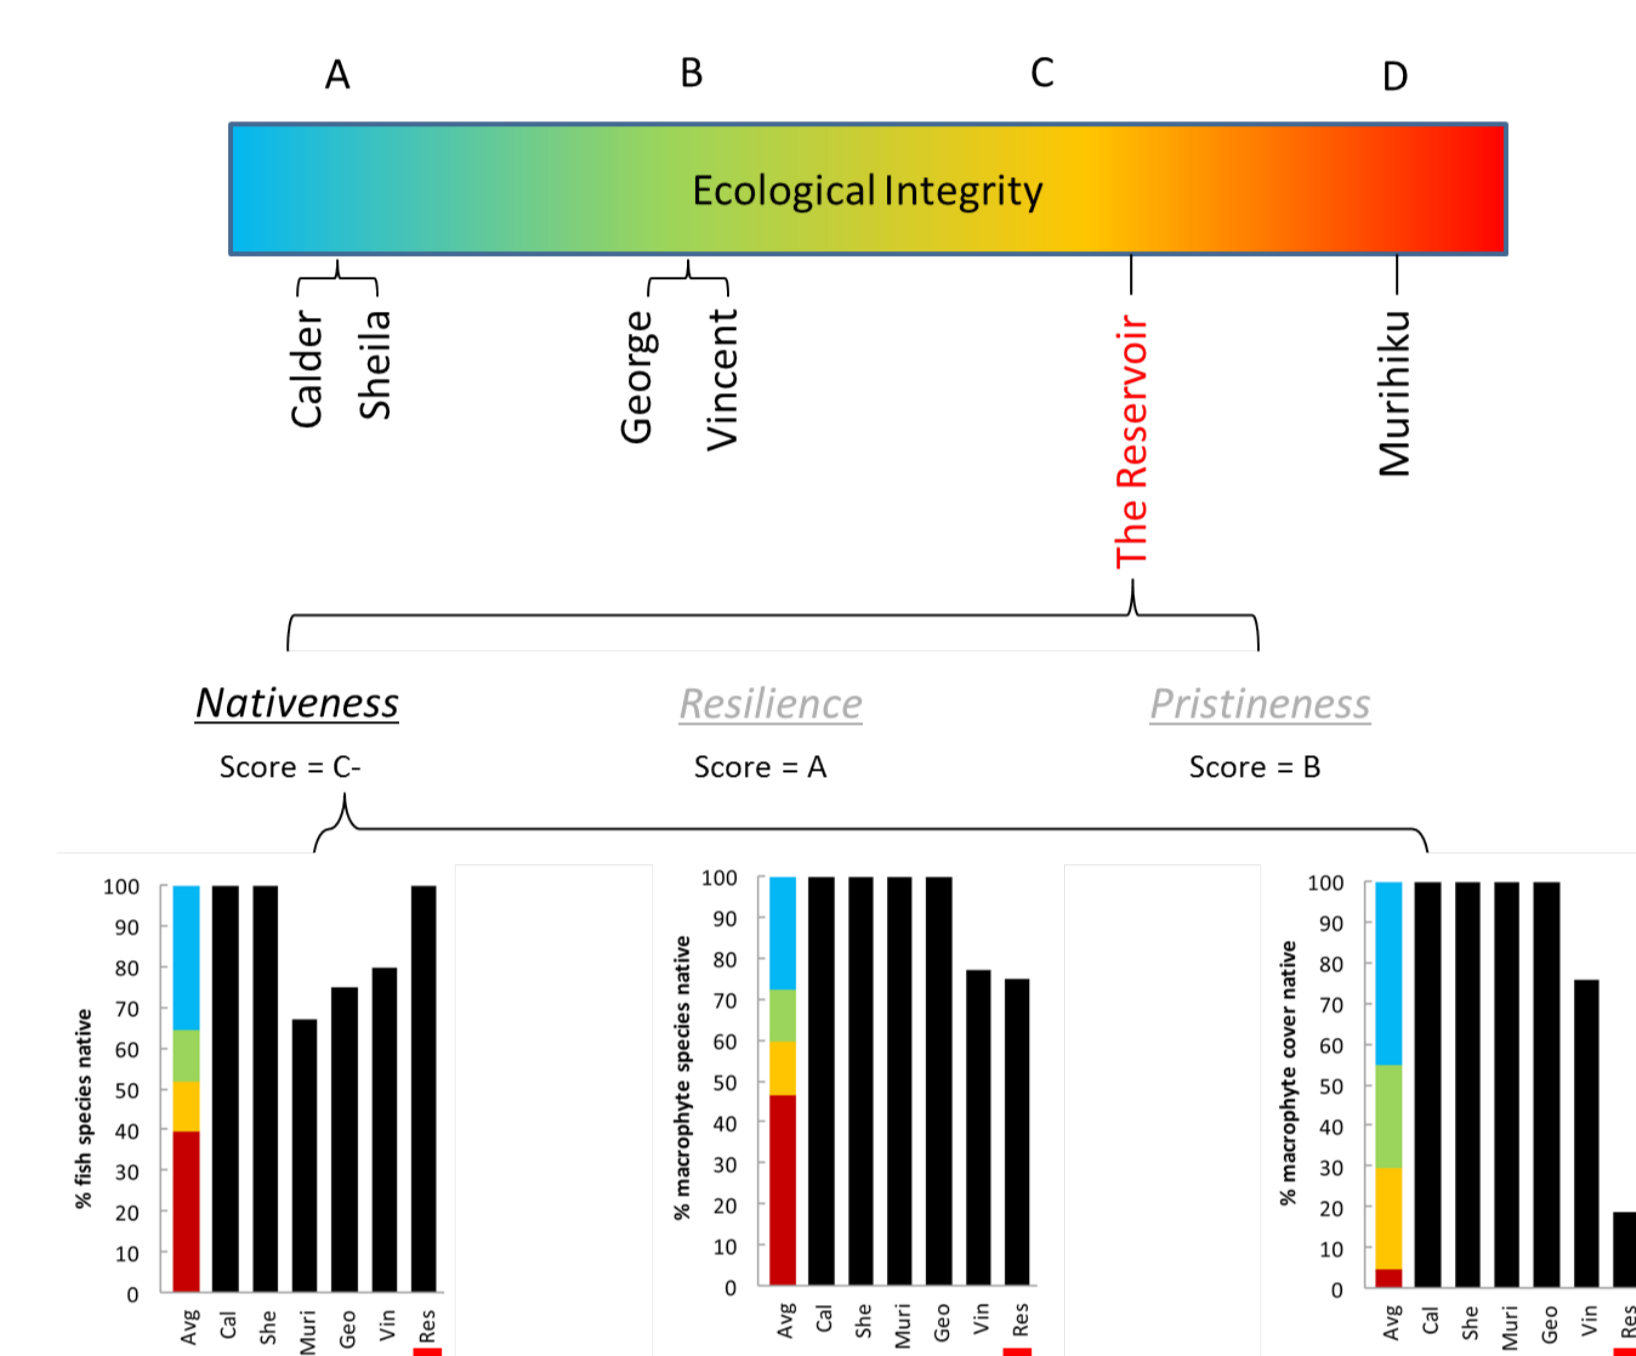 A B C D
Ecological Integrity
Calder
Sheila
George
Vincent
The Reservoir
Murihiku
Nativeness Resilience Pristineness
Score = C- Score = A Score = B
% fish species native
100
90
80
70
60
50
40
30
20
10
0
Avg Cal She Muri Geo Vin Res
% macrophyte species native
100
90
80
70
60
50
40
30
20
10
0
Avg Cal She Muri Geo Vin Res
% macrophyte cover native
100
90
80
70
60
50
40
30
20
10
0
Avg Cal She Muri Geo Vin Res